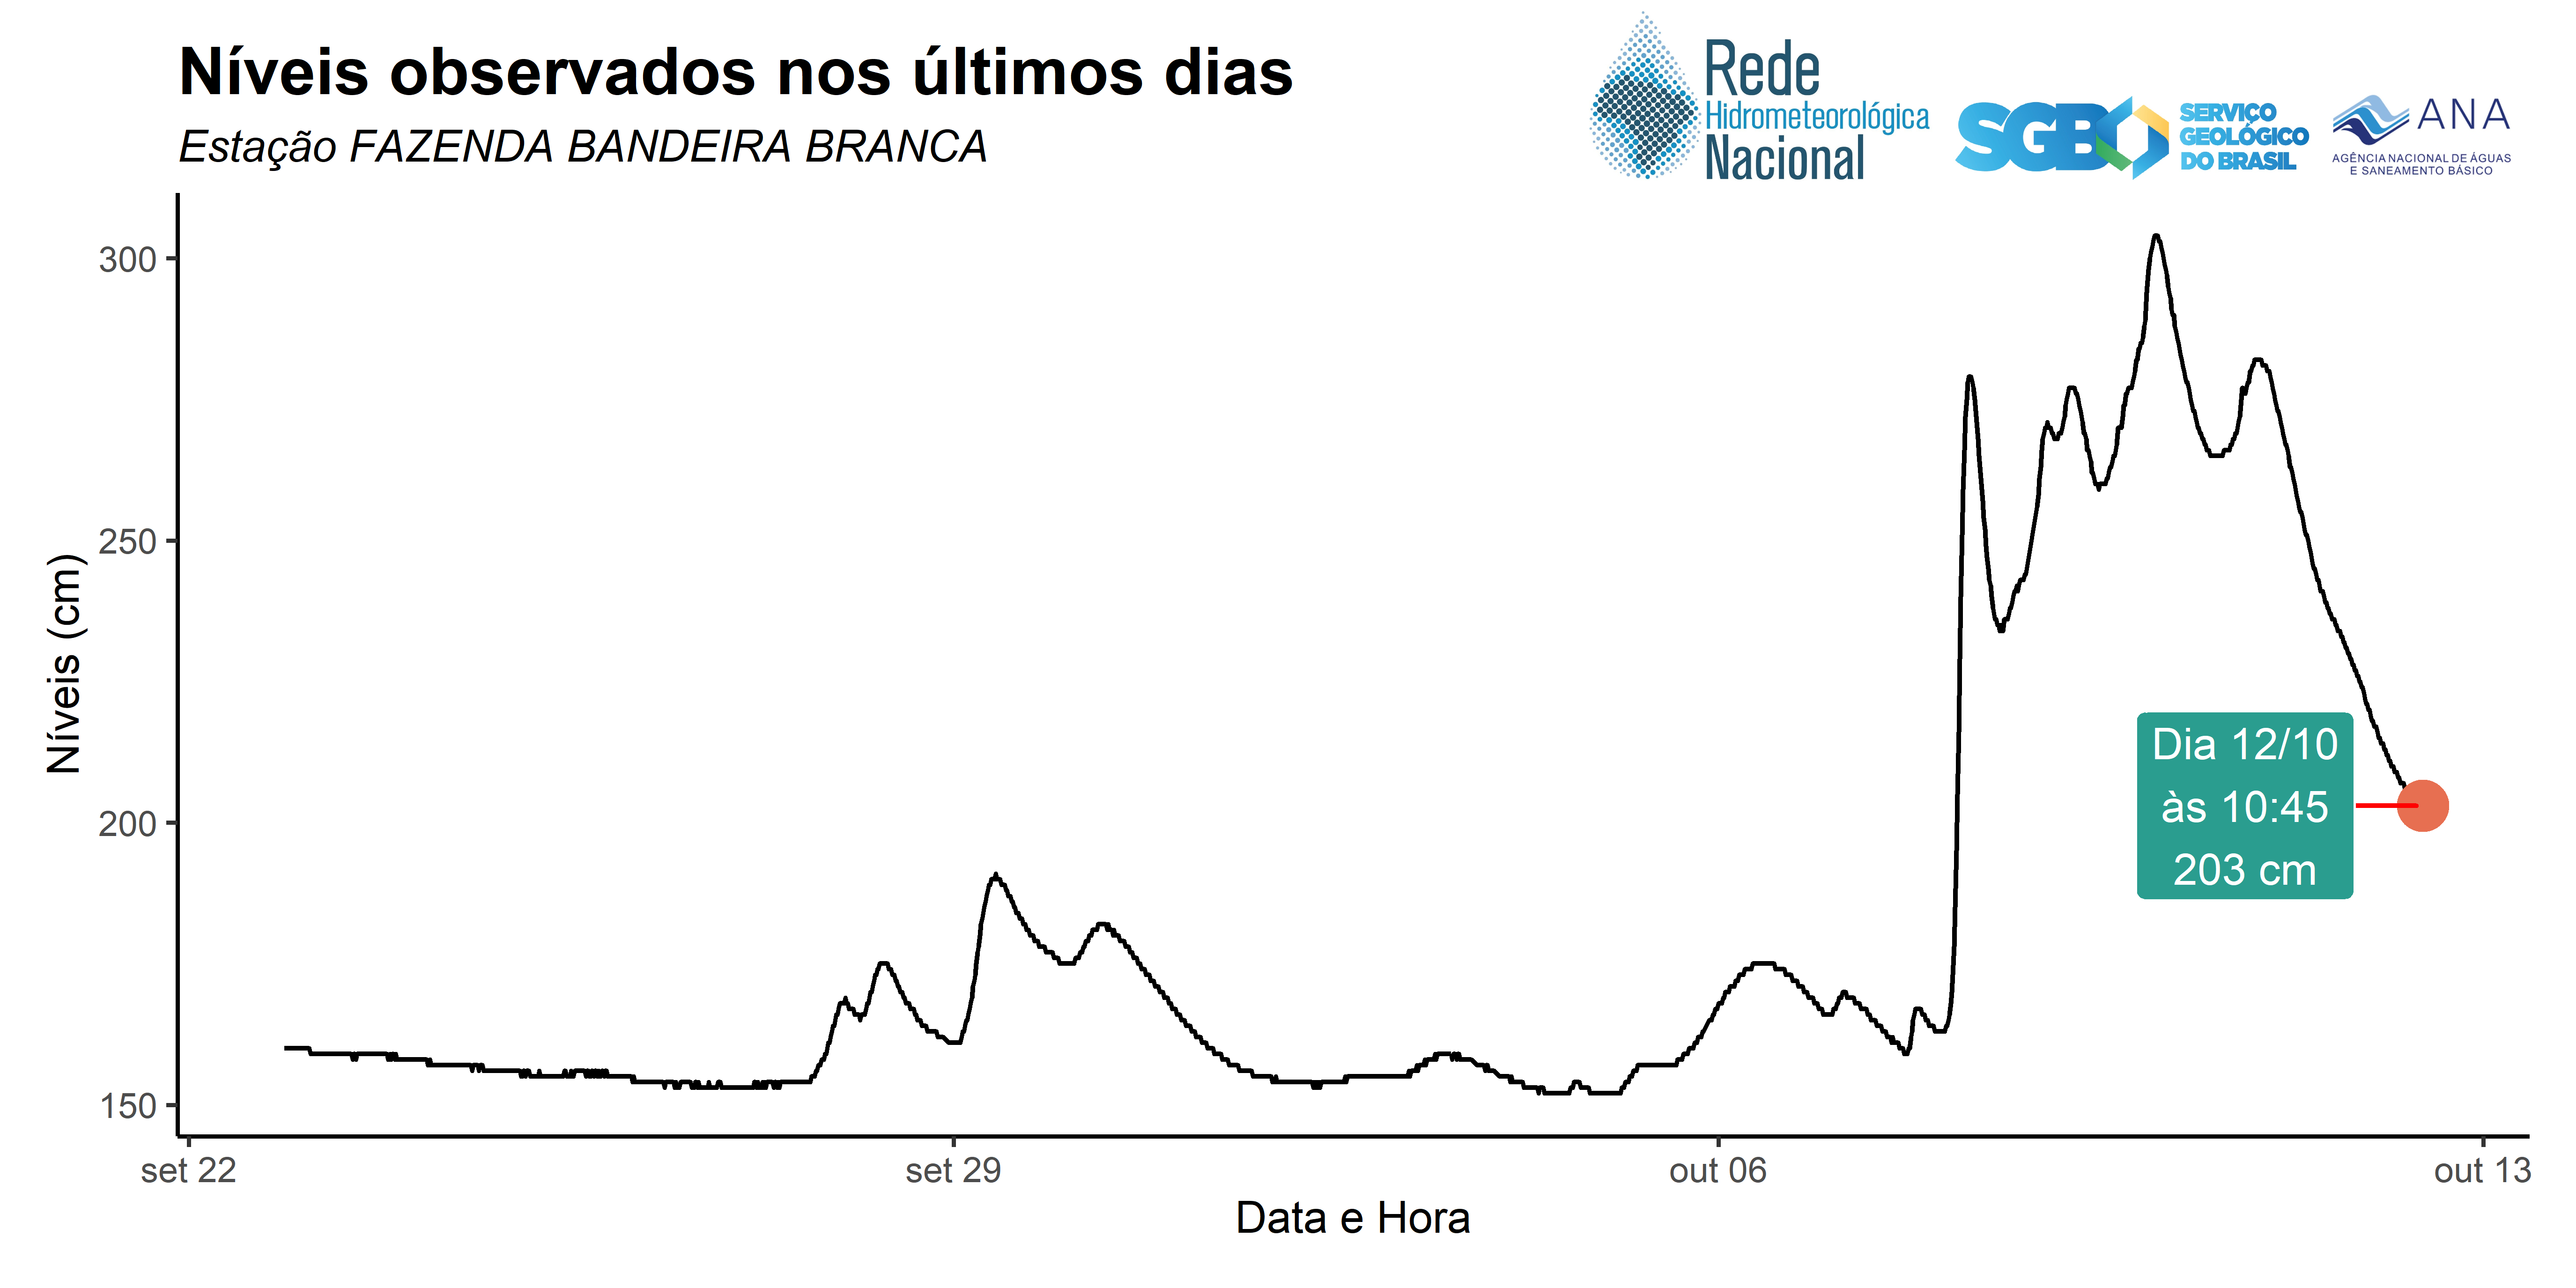 Níveis observados nos últimos dias
Estação FAZENDA BANDEIRA BRANCA
Rede
Hidrometeorológica
Nacional
SGB
SERVIÇO
GEOLÓGICO
DO BRASIL
ANA
AGÊNCIA NACIONAL DE ÁGUAS
E SANEAMENTO BÁSICO
Níveis (cm)
300
250
200
150
Dia 12/10
às 10:45
203 cm
set 22
set 29
out 06
out 13
Data e Hora